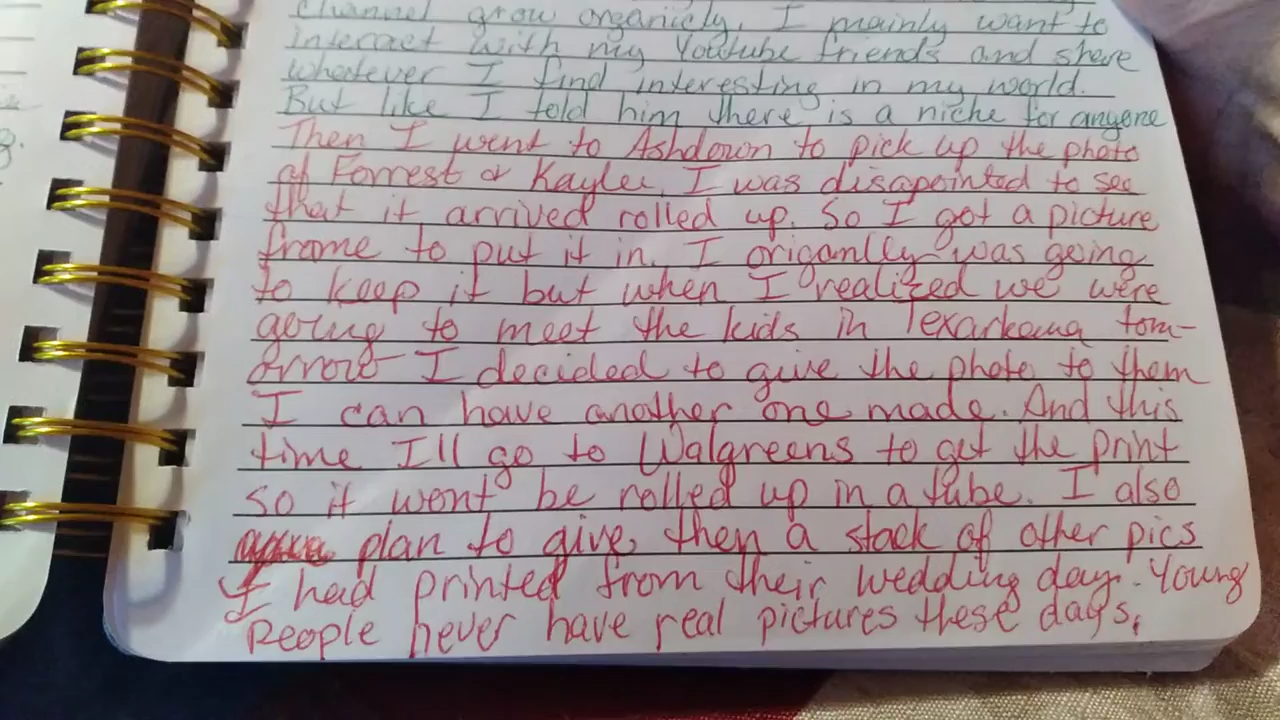 channel grow organicly. I mainly want to
interact with my Youtube friends and share
whatever I find interesting in my world.
But like I told him there is a niche for anyone
Then I went to Ashdown to pick up the photo
of Forrest & Kaylee. I was disapointed to see
that it arrived rolled up. So I got a picture
frame to put it in. I origanlly was going
to keep it but when I realized we were
going to meet the kids in Texarkana tom-
orrow I decided to give the photo to them
I can have another one made. And this
time I'll go to Walgreens to get the print
so it wont be rolled up in a tube. I also
plan to give them a stack of other pics
I had printed from their wedding day. Young
people never have real pictures these days.